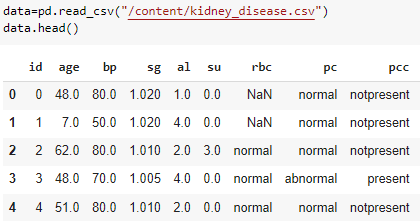 data=pd.read_csv("/content/kidney_disease.csv")
data.head()
id age bp sg al su rbc pc pcc
0 0 48.0 80.0 1.020 1.0 0.0 NaN normal notpresent
1 1 7.0 50.0 1.020 4.0 0.0 NaN normal notpresent
2 2 62.0 80.0 1.010 2.0 3.0 normal normal notpresent
3 3 48.0 70.0 1.005 4.0 0.0 normal abnormal present
4 4 51.0 80.0 1.010 2.0 0.0 normal normal notpresent